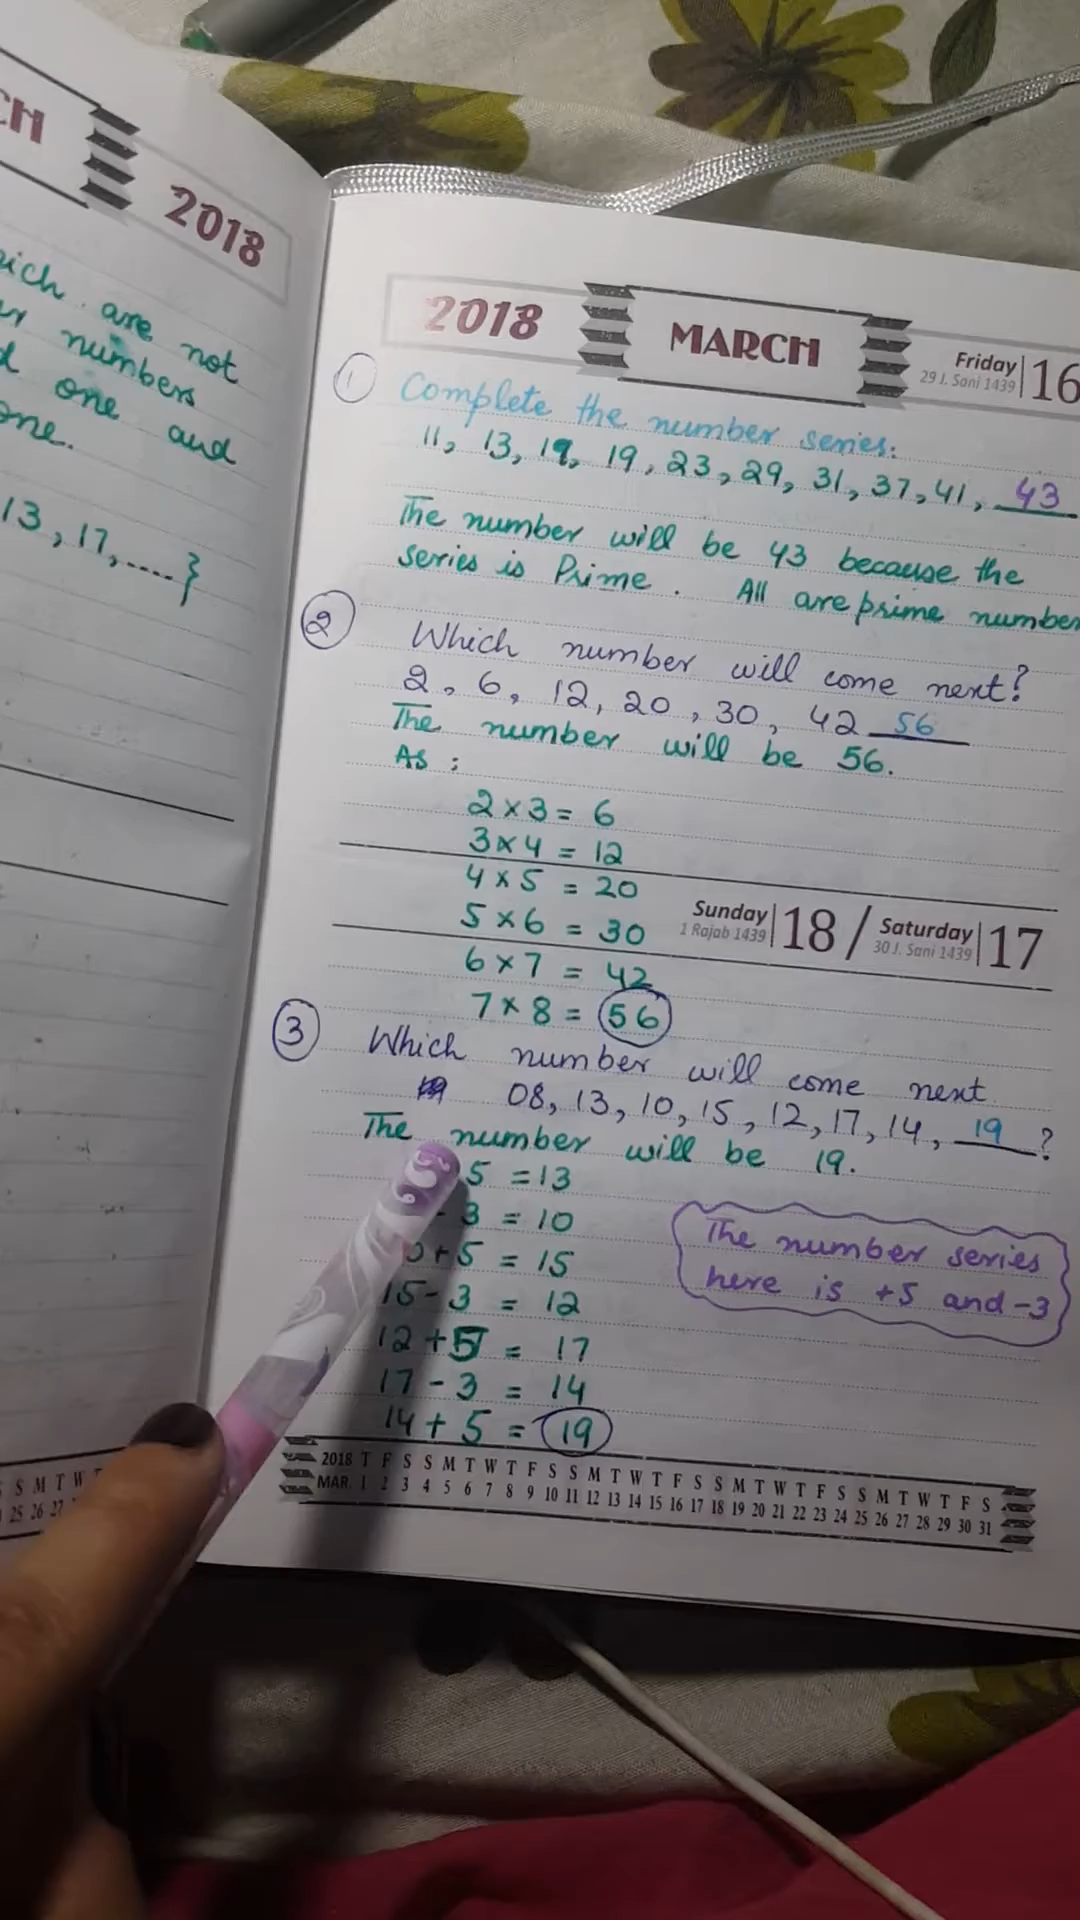 CH
2018
are not
numbers
one and
one.
13, 17, ....}
2018 MARCH Friday 16
29 J. Sani 1439
① Complete the number series:
11, 13, 19, 19, 23, 29, 31, 37, 41, 43
The number will be 43 because the
series is Prime. All are prime number
② Which number will come next?
2, 6, 12, 20, 30, 42 56
The number will be 56.
As :
2 × 3 = 6
3 × 4 = 12
4 × 5 = 20
5 × 6 = 30
Sunday 18 / Saturday 17
1 Rajab 1439 30 J. Sani 1439
6 × 7 = 42
7 × 8 = 56
③ Which number will come next
08, 13, 10, 15, 12, 17, 14, 19 ?
The number will be 19.
5 = 13
- 3 = 10
+ 5 = 15
15 - 3 = 12
12 + 5 = 17
17 - 3 = 14
14 + 5 = 19
The number series
here is +5 and -3
S M T W
25 26 27
2018 T F S S M T W T F S S M T W T F S S M T W T F S S M T W T F S
MAR. 1 2 3 4 5 6 7 8 9 10 11 12 13 14 15 16 17 18 19 20 21 22 23 24 25 26 27 28 29 30 31